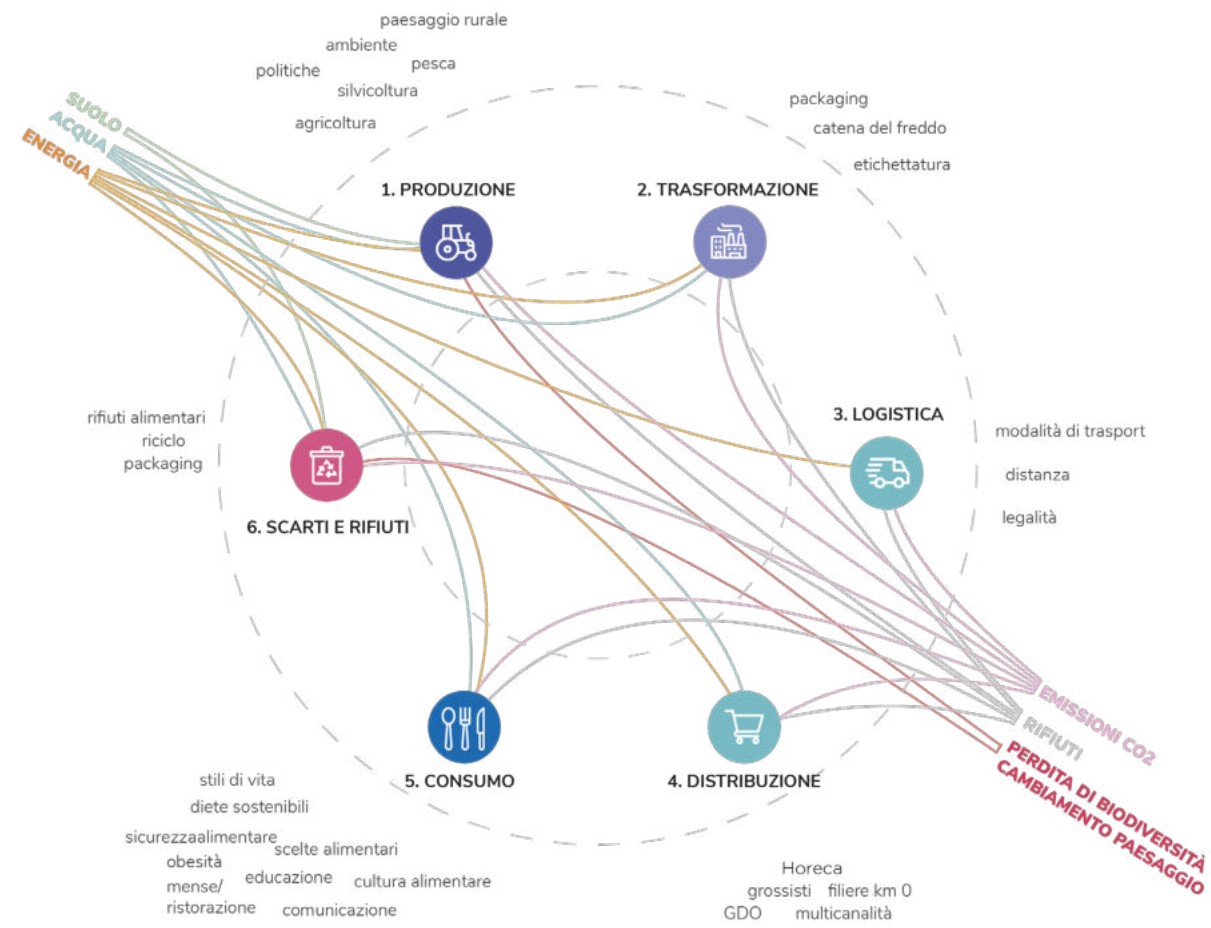 paesaggio rurale
ambiente
pesca
politiche
silvicoltura
agricoltura
packaging
catena del freddo
etichettatura
SUOLO
ACQUA
ENERGIA
1. PRODUZIONE
2. TRASFORMAZIONE
3. LOGISTICA
modalità di trasport
distanza
legalità
rifiuti alimentari
riciclo
packaging
6. SCARTI E RIFIUTI
5. CONSUMO
4. DISTRIBUZIONE
EMISSIONI CO2
RIFIUTI
PERDITA DI BIODIVERSITÀ
CAMBIAMENTO PAESAGGIO
stili di vita
diete sostenibili
sicurezzaalimentare
scelte alimentari
obesità
educazione
cultura alimentare
mense/
ristorazione
comunicazione
Horeca
grossisti
filiere km 0
GDO
multicanalità